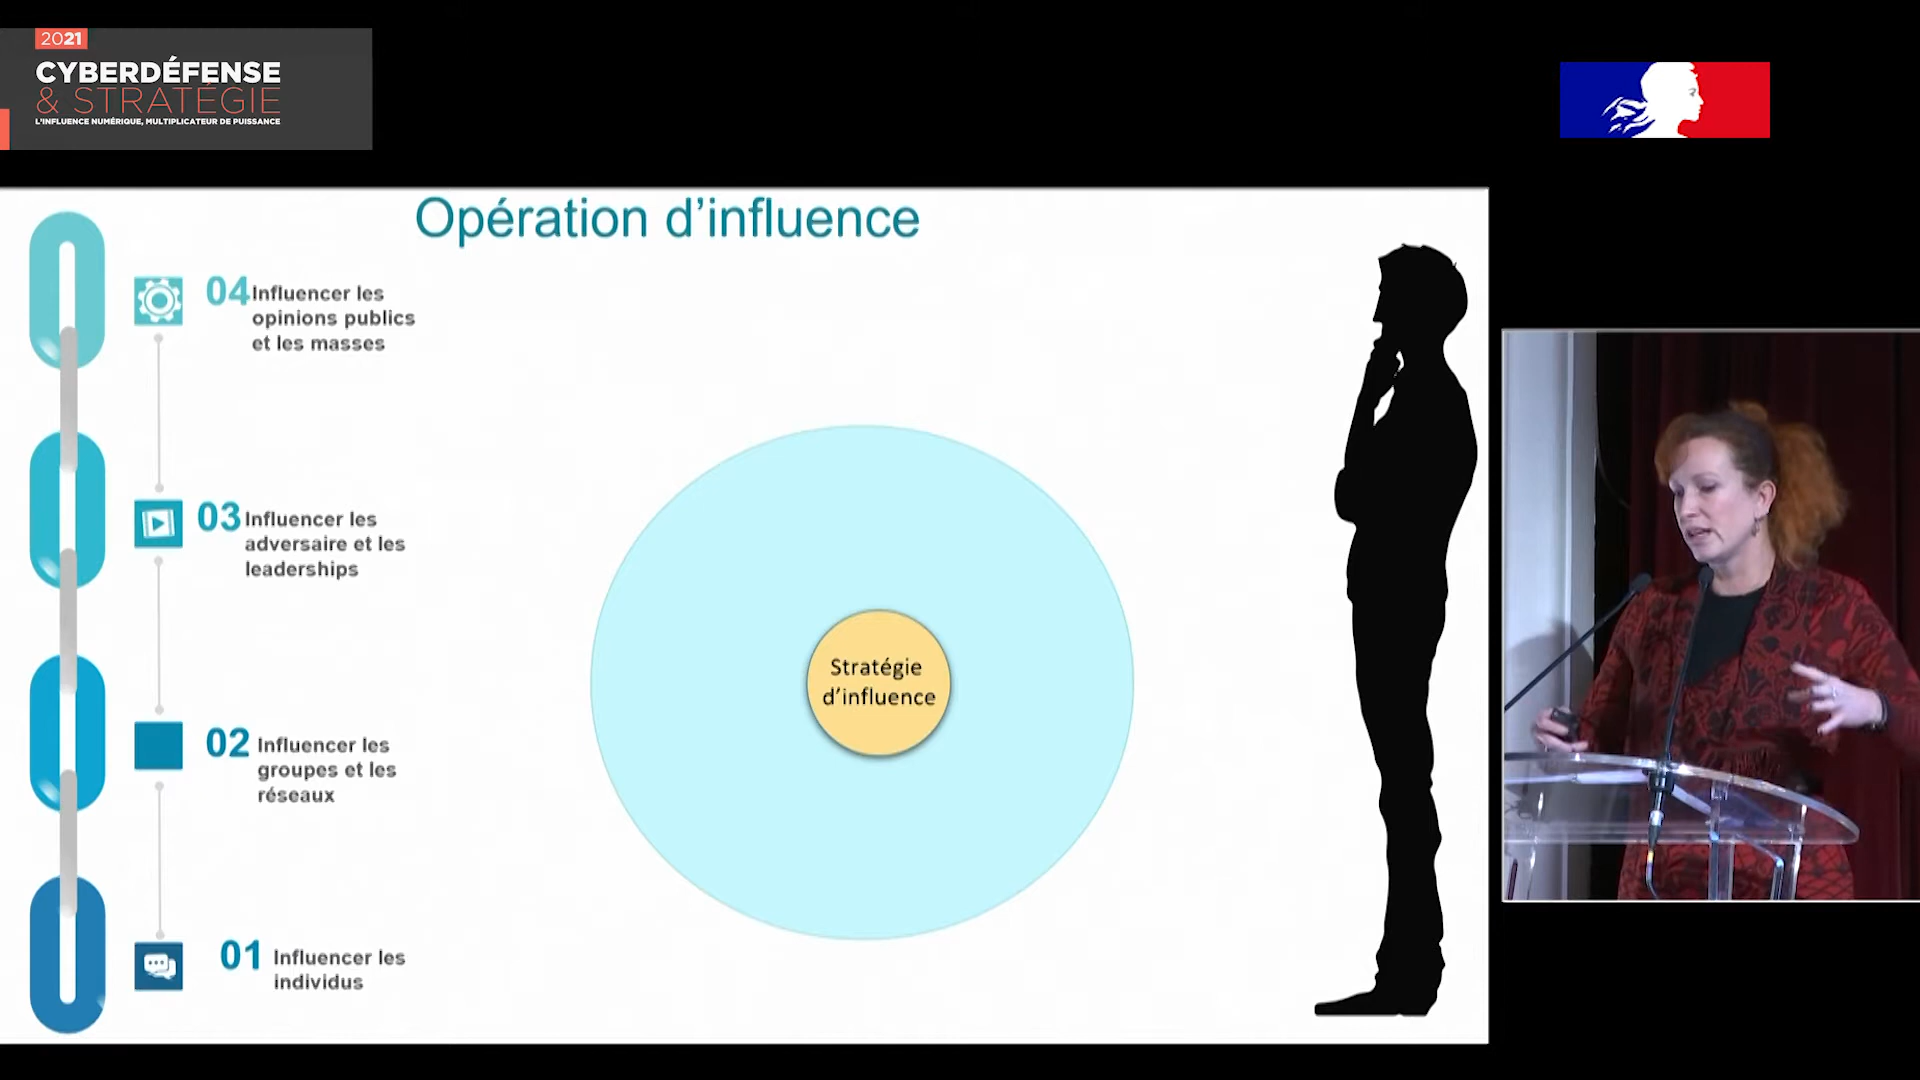 2021
CYBERDÉFENSE
& STRATÉGIE
L'INFLUENCE NUMÉRIQUE, MULTIPLICATEUR DE PUISSANCE
Opération d'influence
04 Influencer les
opinions publics
et les masses
03 Influencer les
adversaire et les
leaderships
02 Influencer les
groupes et les
réseaux
01 Influencer les
individus
Stratégie
d'influence